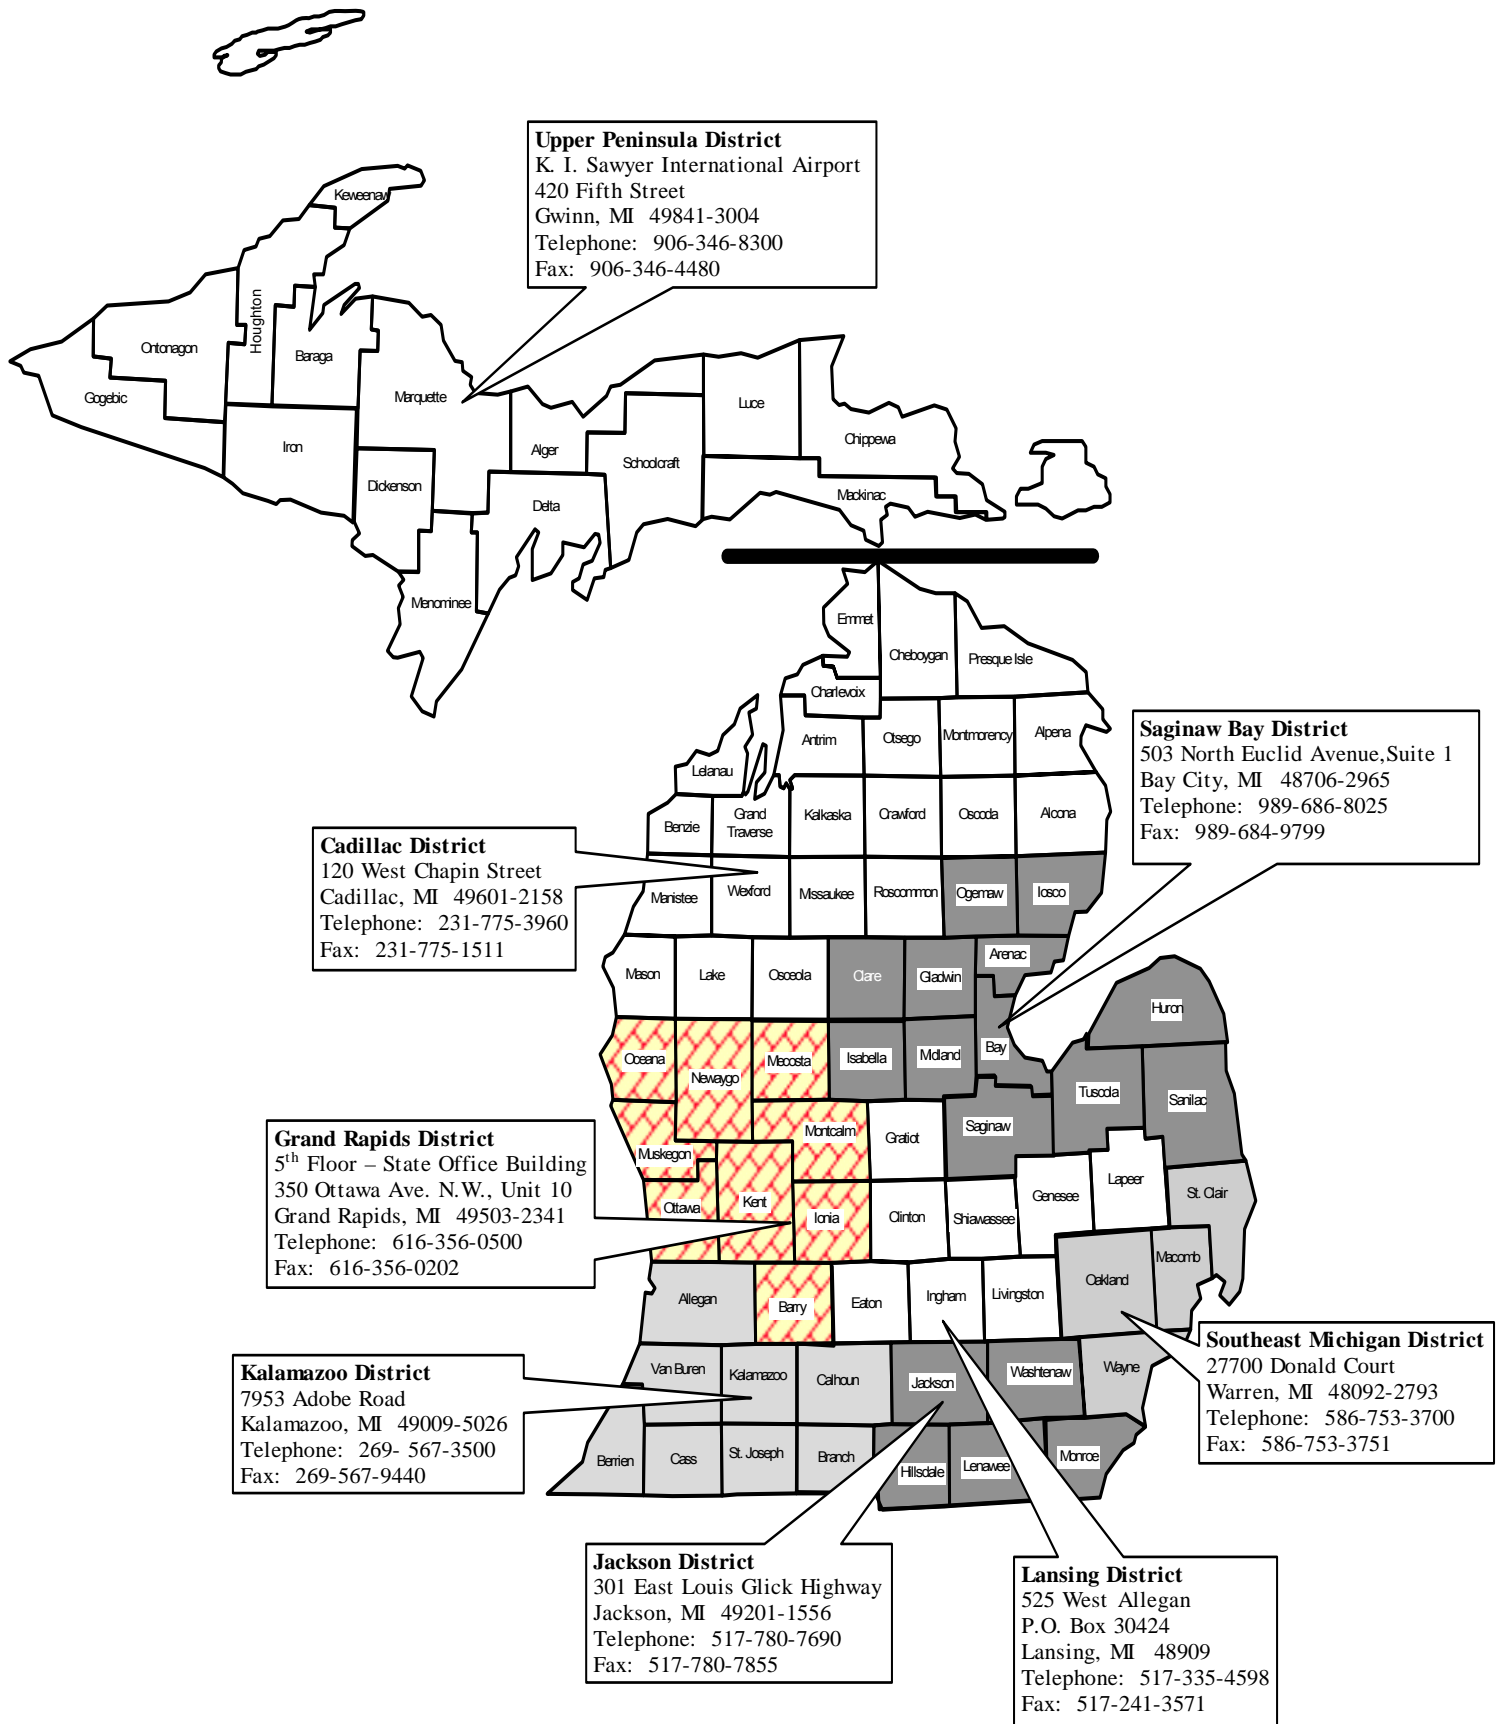 Upper Peninsula District
K. I. Sawyer International Airport
420 Fifth Street
Gwinn, MI 49841-3004
Telephone: 906-346-8300
Fax: 906-346-4480
Keweenaw
Houghton
Ontonagon
Baraga
Gogebic
Marquette
Iron
Dickenson
Alger
Luce
Schoolcraft
Chippewa
Mackinac
Delta
Menominee
Emmet
Cheboygan
Presque Isle
Charlevoix
Antrim
Otsego
Montmorency
Alpena
Lelanau
Benzie
Grand
Traverse
Kalkaska
Crawford
Oscoda
Alcona
Saginaw Bay District
503 North Euclid Avenue,Suite 1
Bay City, MI 48706-2965
Telephone: 989-686-8025
Fax: 989-684-9799
Cadillac District
120 West Chapin Street
Cadillac, MI 49601-2158
Telephone: 231-775-3960
Fax: 231-775-1511
Manistee
Wexford
Missaukee
Roscommon
Ogemaw
Iosco
Mason
Lake
Osceola
Clare
Gladwin
Arenac
Huron
Oceana
Newaygo
Mecosta
Isabella
Midland
Bay
Tuscola
Sanilac
Grand Rapids District
5th Floor – State Office Building
350 Ottawa Ave. N.W., Unit 10
Grand Rapids, MI 49503-2341
Telephone: 616-356-0500
Fax: 616-356-0202
Muskegon
Montcalm
Gratiot
Saginaw
Ottawa
Kent
Ionia
Clinton
Shiawassee
Genesee
Lapeer
St. Clair
Allegan
Barry
Eaton
Ingham
Livingston
Oakland
Macomb
Southeast Michigan District
27700 Donald Court
Warren, MI 48092-2793
Telephone: 586-753-3700
Fax: 586-753-3751
Kalamazoo District
7953 Adobe Road
Kalamazoo, MI 49009-5026
Telephone: 269- 567-3500
Fax: 269-567-9440
Van Buren
Kalamazoo
Calhoun
Jackson
Washtenaw
Wayne
Berrien
Cass
St. Joseph
Branch
Hillsdale
Lenawee
Monroe
Jackson District
301 East Louis Glick Highway
Jackson, MI 49201-1556
Telephone: 517-780-7690
Fax: 517-780-7855
Lansing District
525 West Allegan
P.O. Box 30424
Lansing, MI 48909
Telephone: 517-335-4598
Fax: 517-241-3571